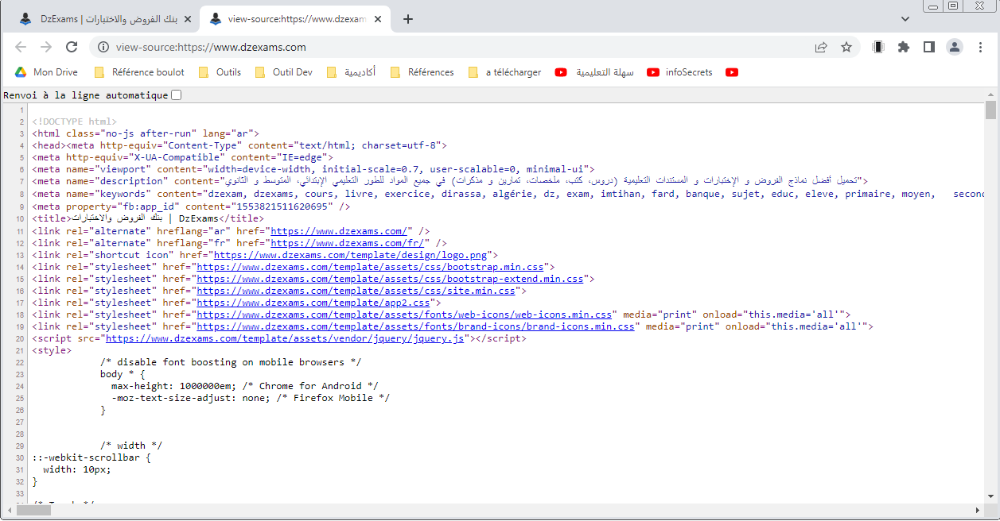 DzExams | بنك الفروض والاختبارات
view-source:https://www.dzexam
view-source:https://www.dzexams.com
Mon Drive Référence boulot Outils Outil Dev أكاديمية Références a télécharger سهلة التعليمية infoSecrets
Renvoi à la ligne automatique
1
2 <!DOCTYPE html>
3 <html class="no-js after-run" lang="ar">
4 <head><meta http-equiv="Content-Type" content="text/html; charset=utf-8">
5 <meta http-equiv="X-UA-Compatible" content="IE=edge">
6 <meta name="viewport" content="width=device-width, initial-scale=0.7, user-scalable=0, minimal-ui">
7 <meta name="description" content="تحميل أفضل نماذج الفروض و الإختبارات و المستندات التعليمية (دروس، كتب، ملخصات، تمارين و مذكرات) في جميع المواد للطور التعليمي الإبتدائي، المتوسط و الثانوي">
8 <meta name="keywords" content="dzexam, dzexams, cours, livre, exercice, dirassa, algérie, dz, exam, imtihan, fard, banque, sujet, educ, eleve, primaire, moyen, second
9 <meta property="fb:app_id" content="1553821511620695" />
10 <title>بنك الفروض والاختبارات | DzExams</title>
11 <link rel="alternate" hreflang="ar" href="https://www.dzexams.com/" />
12 <link rel="alternate" hreflang="fr" href="https://www.dzexams.com/fr/" />
13 <link rel="shortcut icon" href="https://www.dzexams.com/template/design/logo.png">
14 <link rel="stylesheet" href="https://www.dzexams.com/template/assets/css/bootstrap.min.css">
15 <link rel="stylesheet" href="https://www.dzexams.com/template/assets/css/bootstrap-extend.min.css">
16 <link rel="stylesheet" href="https://www.dzexams.com/template/assets/css/site.min.css">
17 <link rel="stylesheet" href="https://www.dzexams.com/template/app2.css">
18 <link rel="stylesheet" href="https://www.dzexams.com/template/assets/fonts/web-icons/web-icons.min.css" media="print" onload="this.media='all'">
19 <link rel="stylesheet" href="https://www.dzexams.com/template/assets/fonts/brand-icons/brand-icons.min.css" media="print" onload="this.media='all'">
20 <script src="https://www.dzexams.com/template/assets/vendor/jquery/jquery.js"></script>
21 <style>
22 /* disable font boosting on mobile browsers */
23 body * {
24 max-height: 1000000em; /* Chrome for Android */
25 -moz-text-size-adjust: none; /* Firefox Mobile */
26 }
27
28
29 /* width */
30 ::-webkit-scrollbar {
31 width: 10px;
32 }
33